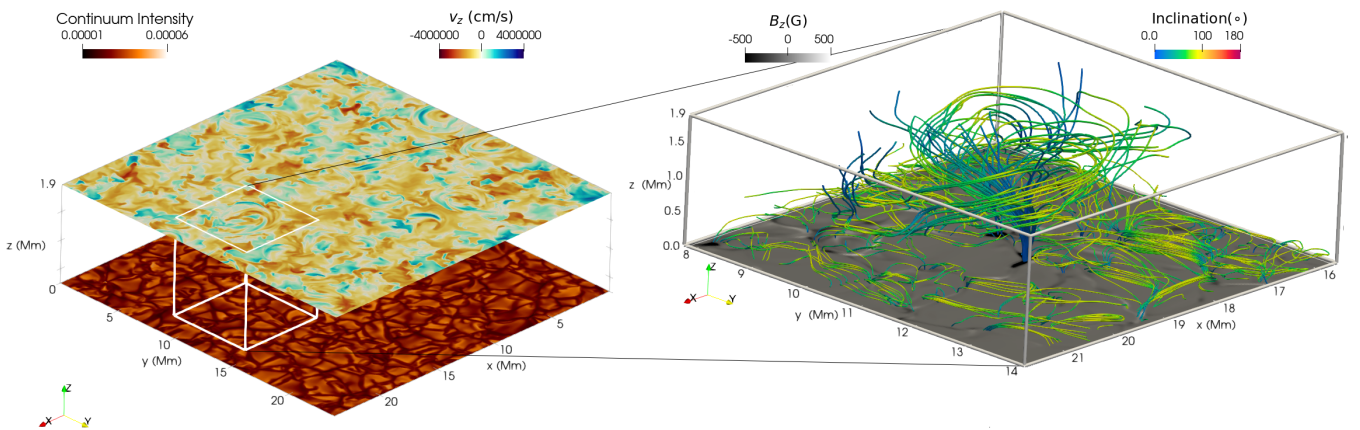 Continuum Intensity
0.00001 0.00006
v_z (cm/s)
-4000000 0 4000000
B_z(G)
-500 0 500
Inclination(∘)
0.0 100 180
1.9
z (Mm)
0
5
10
y (Mm)
15
20
5
10
x (Mm)
15
20
Z
X
Y
1.9
1.5
z (Mm)
1.0
0.5
0.0
8
9
10
y (Mm)
11
12
13
14
16
17
18
x (Mm)
19
20
21
Z
X
Y